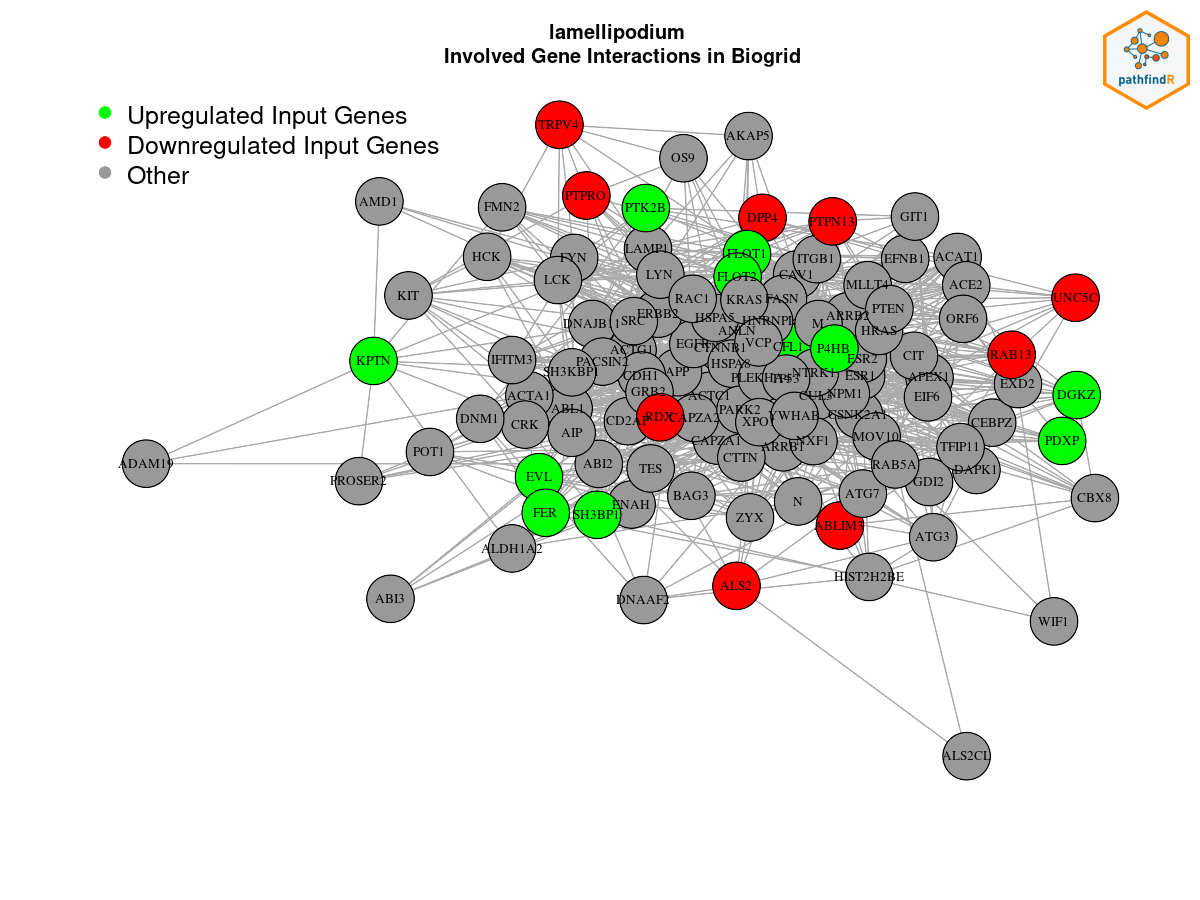 lamellipodium
Involved Gene Interactions in Biogrid
pathfindR
Upregulated Input Genes
Downregulated Input Genes
Other
TRPV4
AKAP5
OS9
AMD1
FMN2
PTPRO
PTK2B
DPP4
PTPN13
GIT1
HCK
FYN
LAMP1
FLOT1
ITGB1
EFNB1
ACAT1
KIT
LCK
LYN
FLOT2
CAV1
MLLT4
ACE2
UNC5C
RAC1
KRAS
FASN
PTEN
ORF6
DNAJB11
SRC
ERBB2
HSPA5
HNRNPL
M
ARRB2
HRAS
ANLN
KPTN
IFITM3
ACTG1
EGFR
CTNNB1
VCP
CFL1
P4HB
ESR2
CIT
RAB13
SH3KBP1
PACSIN2
CDH1
APP
HSPA8
NTRK1
ESR1
APEX1
EXD2
ACTA1
GRB2
ACTC1
TP53
CUL3
NPM1
EIF6
DGKZ
DNM1
CRK
ABL1
CD2AP
RDX
CAPZA2
PARK2
XPO1
YWHAB
CSNK2A1
CEBPZ
PDXP
AIP
CAPZA1
ARRB1
NXF1
MOV10
TFIP11
ADAM19
POT1
PROSER2
ABI2
TES
CTTN
RAB5A
DAPK1
EVL
GDI2
FER
SH3BP1
ENAH
BAG3
N
ATG7
CBX8
ZYX
ABLIM3
ATG3
ALDH1A2
HIST2H2BE
ABI3
DNAAF2
ALS2
WIF1
ALS2CL